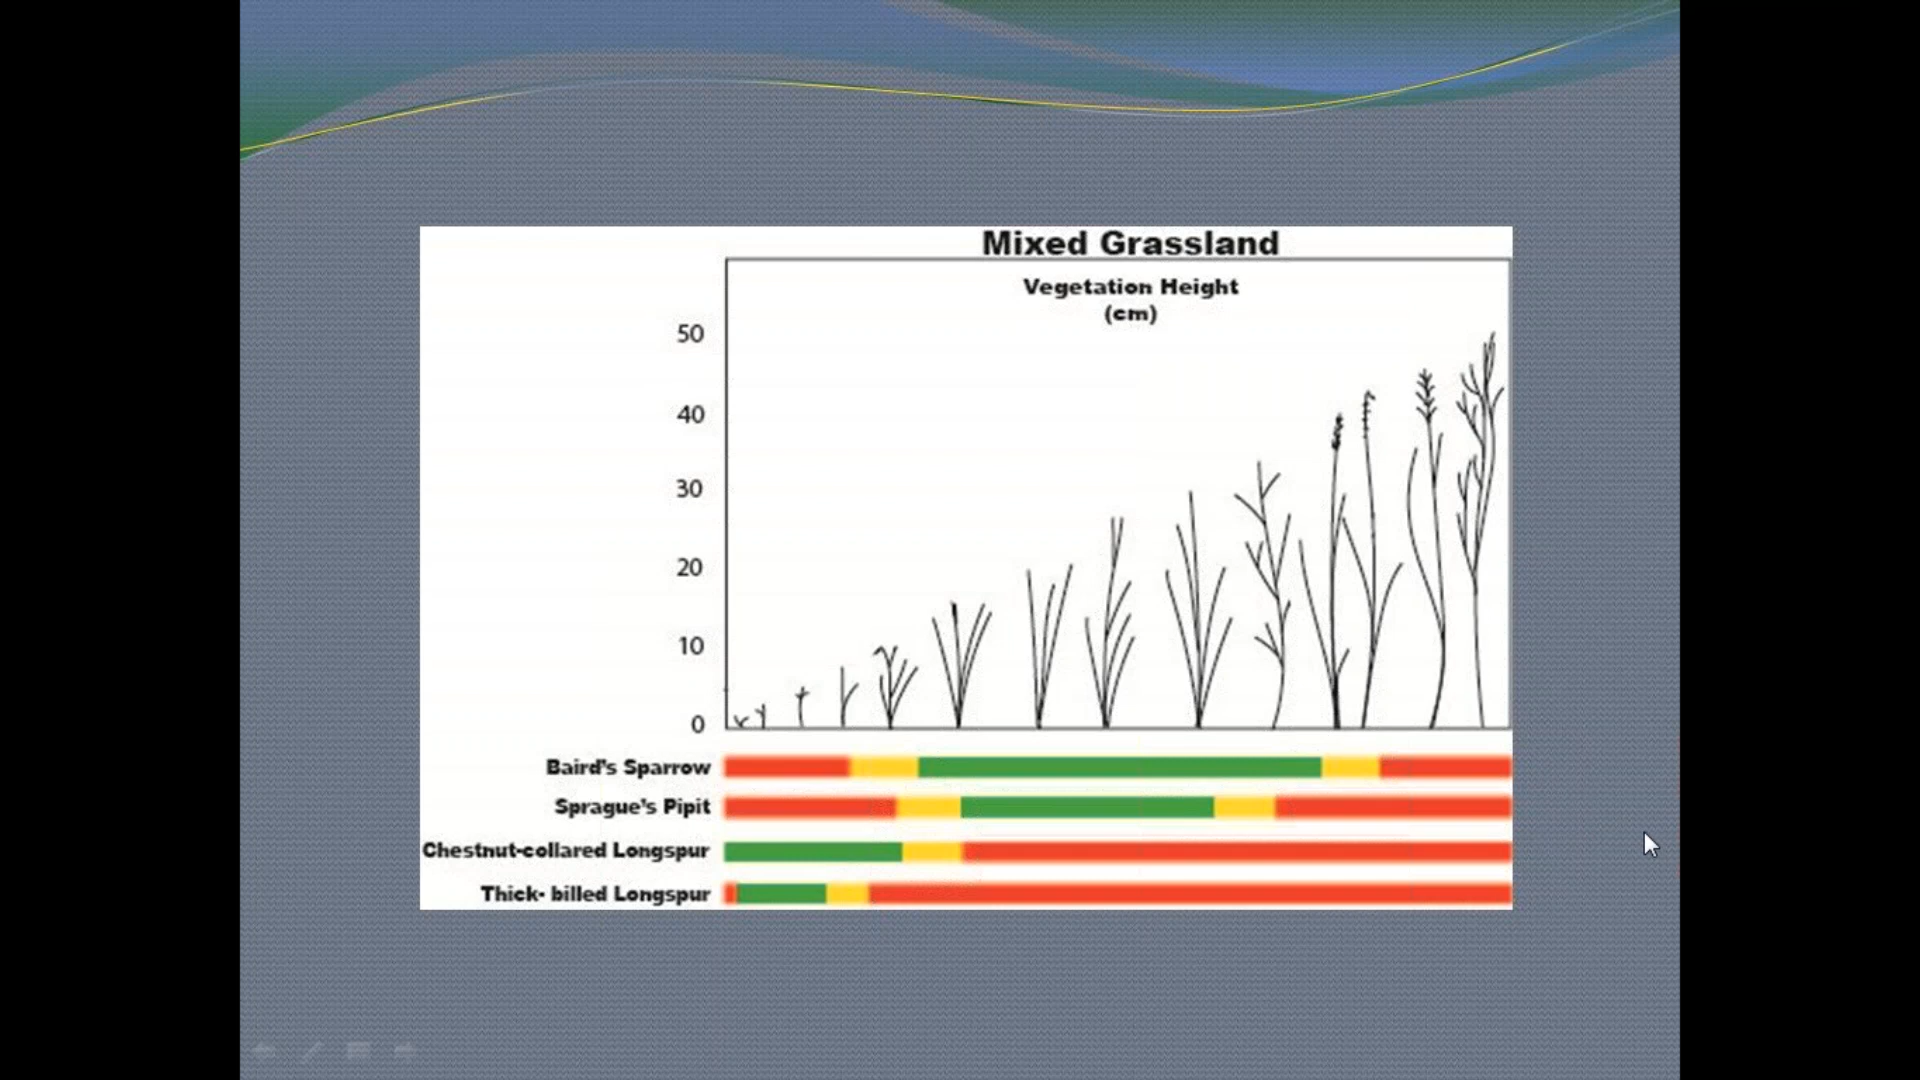 Mixed Grassland
Vegetation Height
(cm)
50
40
30
20
10
0
Baird's Sparrow
Sprague's Pipit
Chestnut-collared Longspur
Thick- billed Longspur